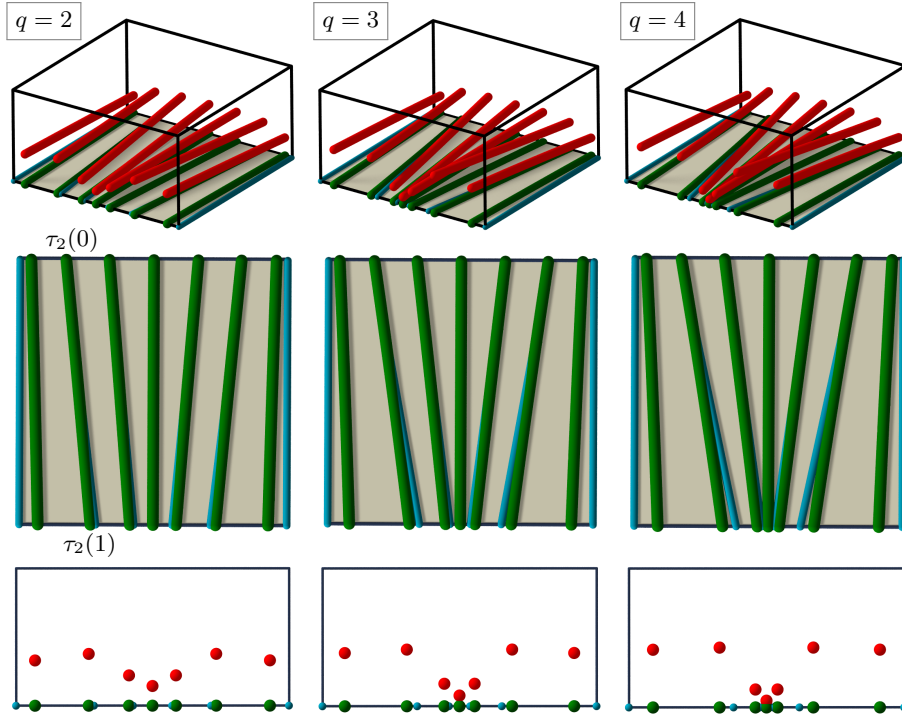 q = 2
q = 3
q = 4
τ₂(0)
τ₂(1)